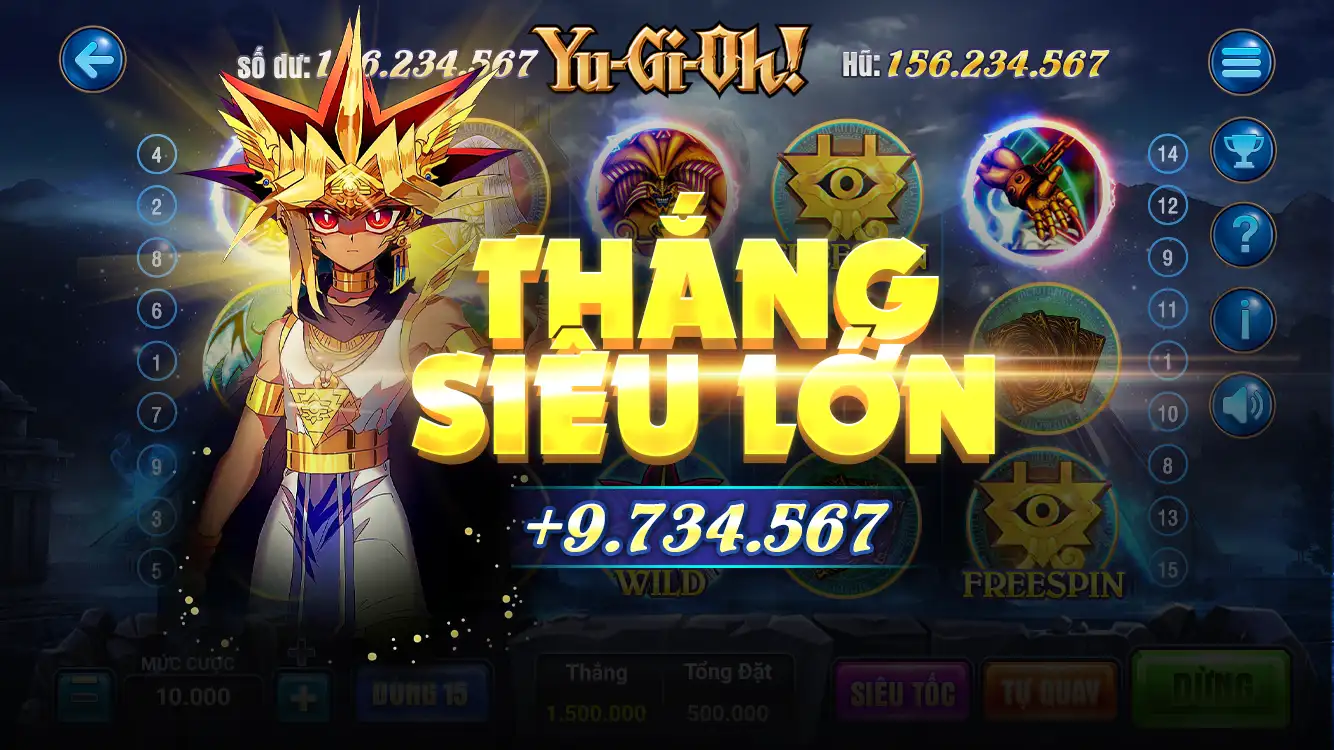 số dư: 156.234.567
Yu-Gi-Oh!
Hũ: 156.234.567
4
2
8
6
1
7
9
3
5
THẮNG
SIÊU LỚN
+9.734.567
WILD
FREESPIN
14
12
9
11
1
10
8
13
15
?
i
MỨC CƯỢC
10.000
DÒNG 15
Thắng
1.500.000
Tổng Đặt
500.000
SIÊU TỐC
TỰ QUAY
DỪNG